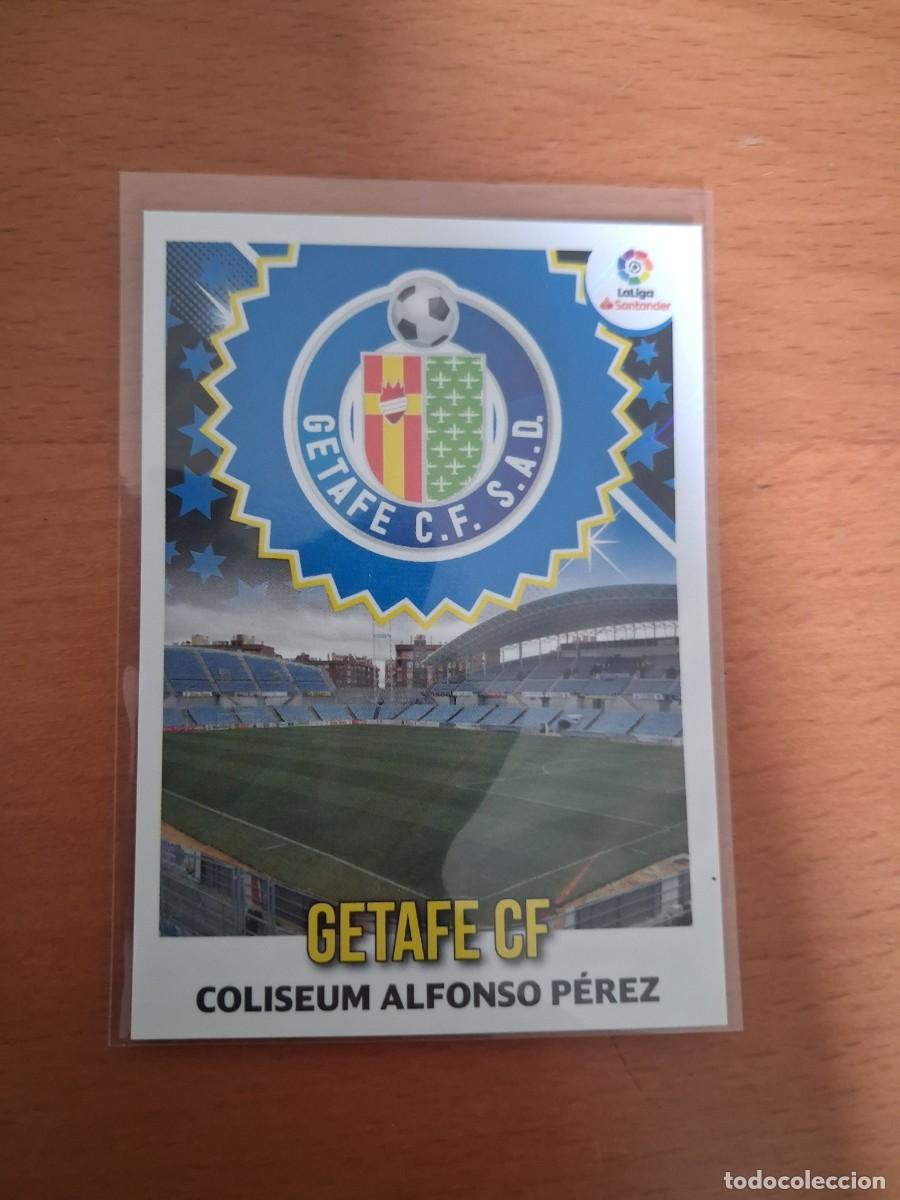 LaLiga
Santander
GETAFE C.F. S.A.D.
GETAFE CF
COLISEUM ALFONSO PÉREZ
todocoleccion